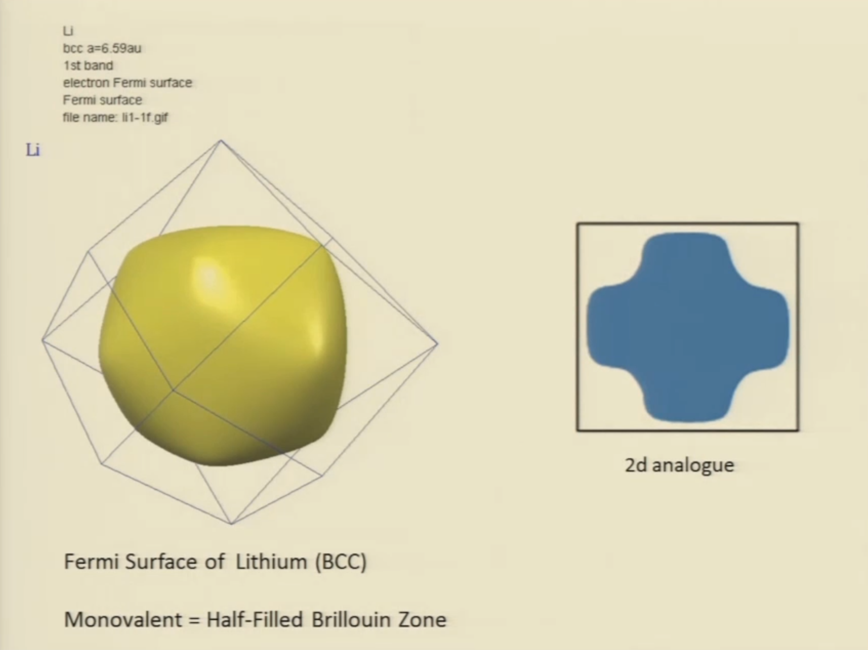 Li
bcc a=6.59au
1st band
electron Fermi surface
Fermi surface
file name: li1-1f.gif
Li
2d analogue
Fermi Surface of Lithium (BCC)
Monovalent = Half-Filled Brillouin Zone